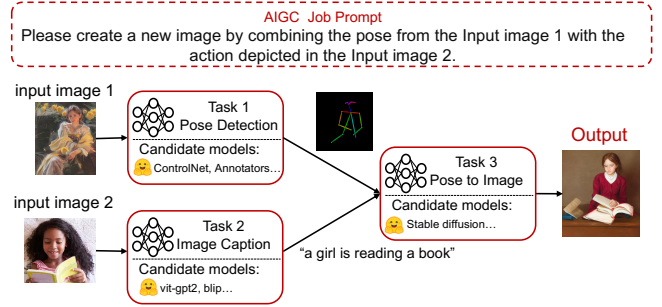 AIGC Job Prompt
Please create a new image by combining the pose from the Input image 1 with the
action depicted in the Input image 2.
input image 1
Task 1
Pose Detection
Candidate models:
ControlNet, Annotators...
input image 2
Task 2
Image Caption
Candidate models:
vit-gpt2, blip...
"a girl is reading a book"
Task 3
Pose to Image
Candidate models:
Stable diffusion...
Output